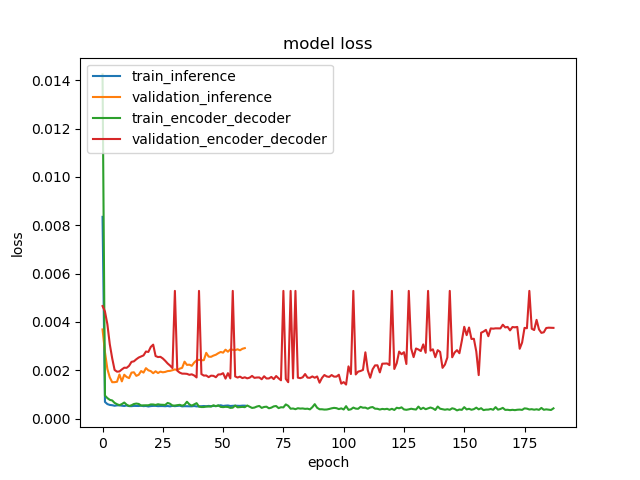 model loss
train_inference
validation_inference
train_encoder_decoder
validation_encoder_decoder
loss
0.014
0.012
0.010
0.008
0.006
0.004
0.002
0.000
0 25 50 75 100 125 150 175
epoch